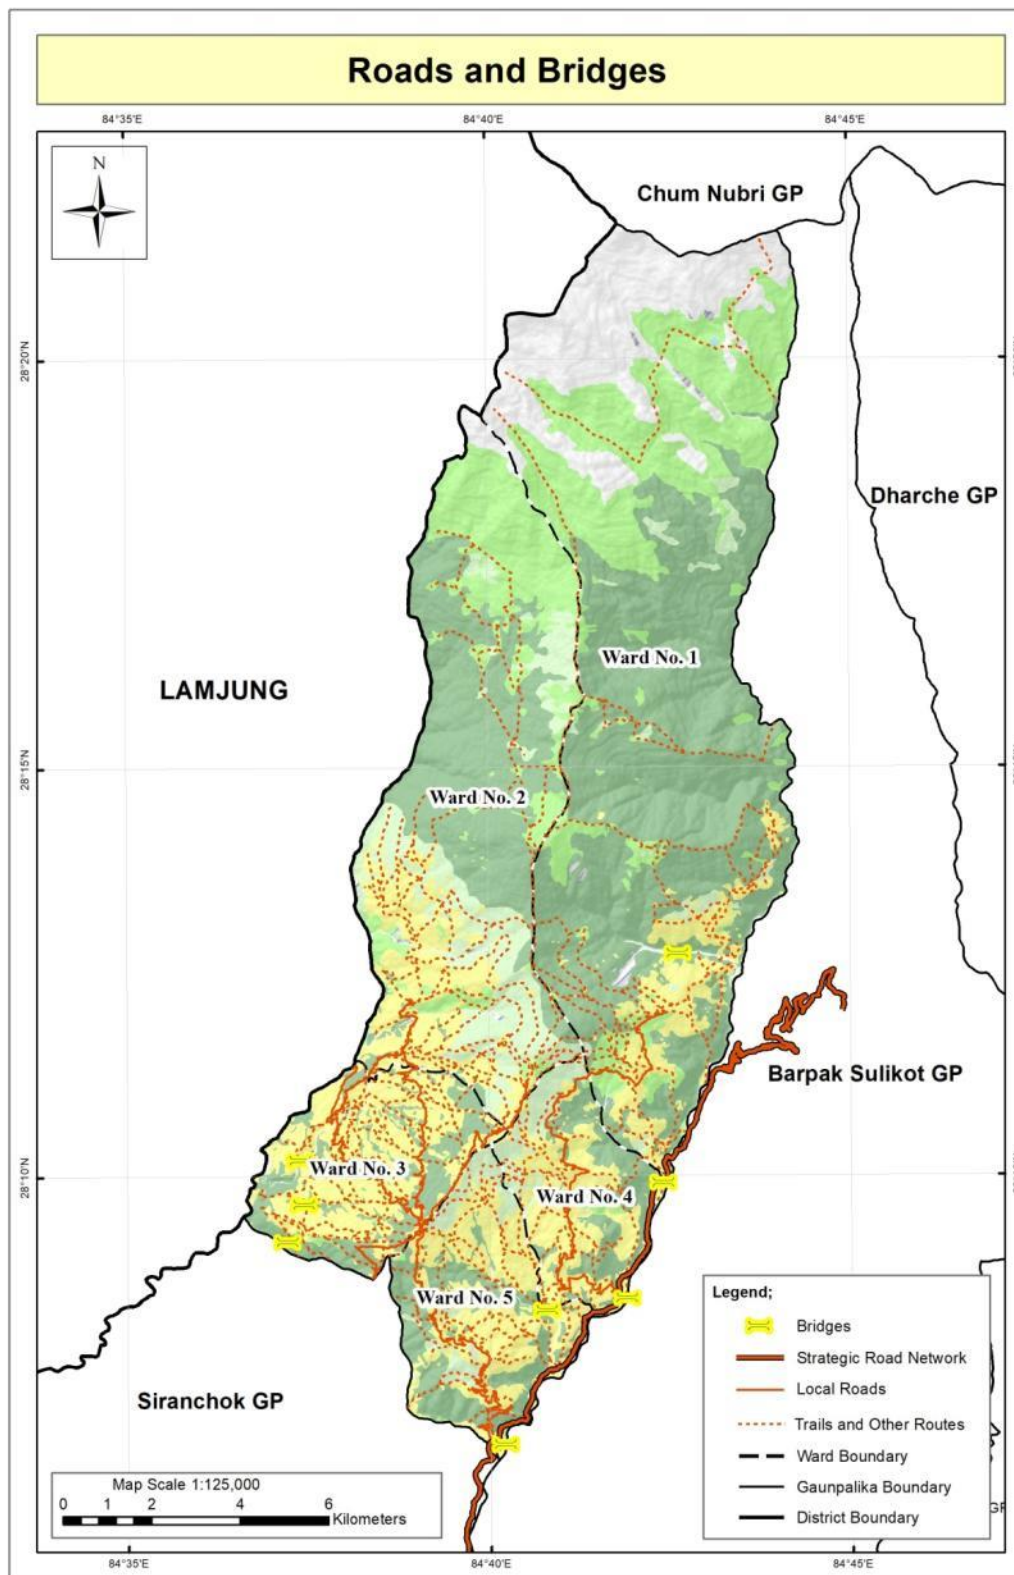 Roads and Bridges
84°35'E
84°40'E
84°45'E
N
Chum Nubri GP
28°20'N
Dharche GP
Ward No. 1
LAMJUNG
28°15'N
Ward No. 2
Barpak Sulikot GP
28°10'N
Ward No. 3
Ward No. 4
Ward No. 5
Siranchok GP
Legend;
Bridges
Strategic Road Network
Local Roads
Trails and Other Routes
Ward Boundary
Gaunpalika Boundary
District Boundary
Map Scale 1:125,000
0 1 2 4 6
Kilometers
84°35'E
84°40'E
84°45'E